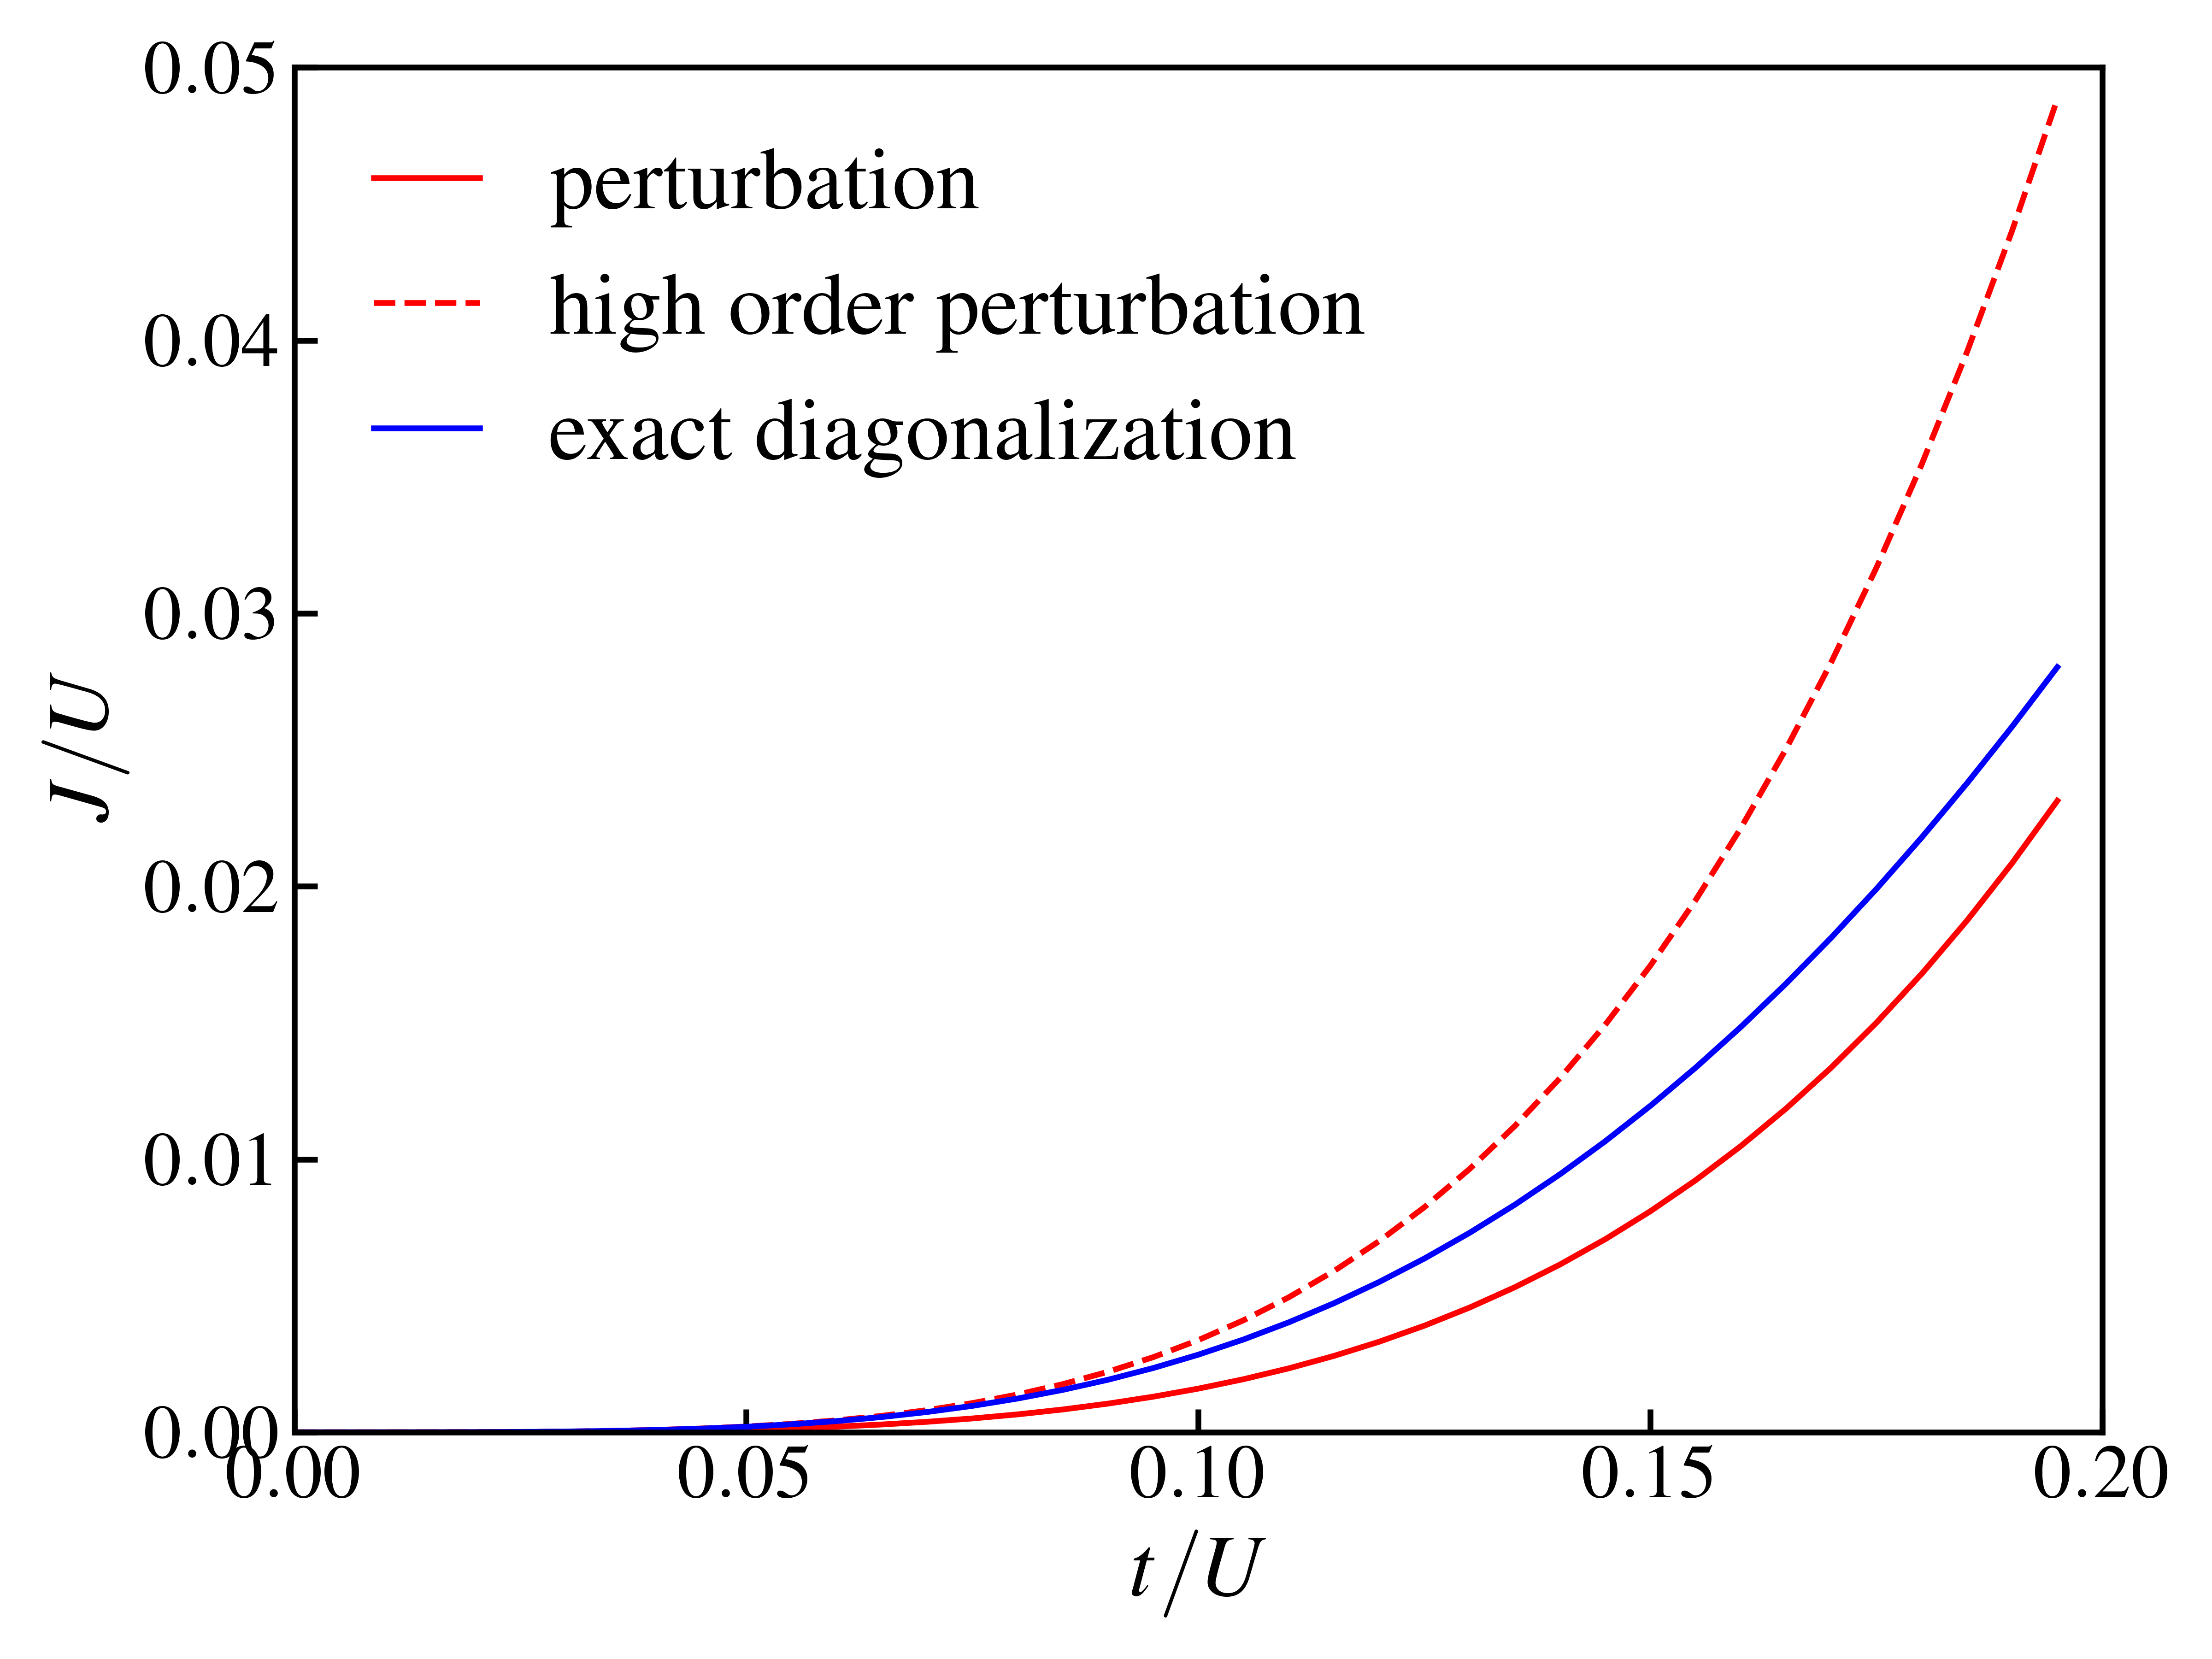 0.05
perturbation
high order perturbation
0.04
exact diagonalization
0.03
J/U
0.02
0.01
0.00
0.00 0.05 0.10 0.15 0.20
t/U